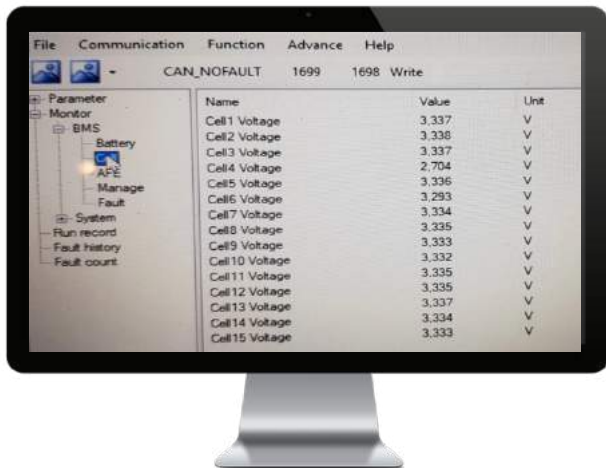 File Communication Function Advance Help
CAN_NOFAULT 1699 1698 Write
Parameter
Monitor
BMS
Battery
AFE
Manage
Fault
System
Run record
Fault history
Fault count
Name Value Unit
Cell1 Voltage 3,337 V
Cell2 Voltage 3,338 V
Cell3 Voltage 3,337 V
Cell4 Voltage 2,704 V
Cell5 Voltage 3,336 V
Cell6 Voltage 3,293 V
Cell7 Voltage 3,334 V
Cell8 Voltage 3,335 V
Cell9 Voltage 3,333 V
Cell10 Voltage 3,332 V
Cell11 Voltage 3,335 V
Cell12 Voltage 3,335 V
Cell13 Voltage 3,337 V
Cell14 Voltage 3,334 V
Cell15 Voltage 3,333 V